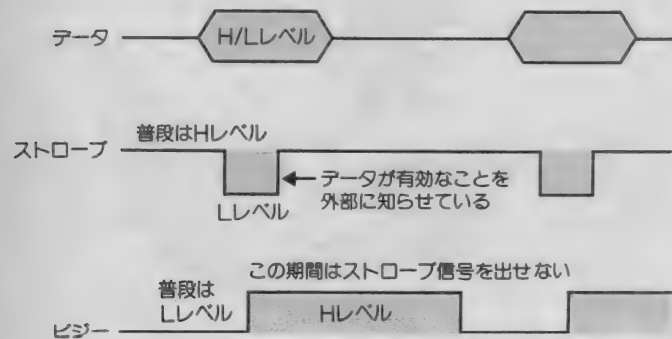 データ
H/Lレベル
普段はHレベル
ストローブ
データが有効なことを
外部に知らせている
Lレベル
この期間はストローブ信号を出せない
普段は
Lレベル
Hレベル
ビジー